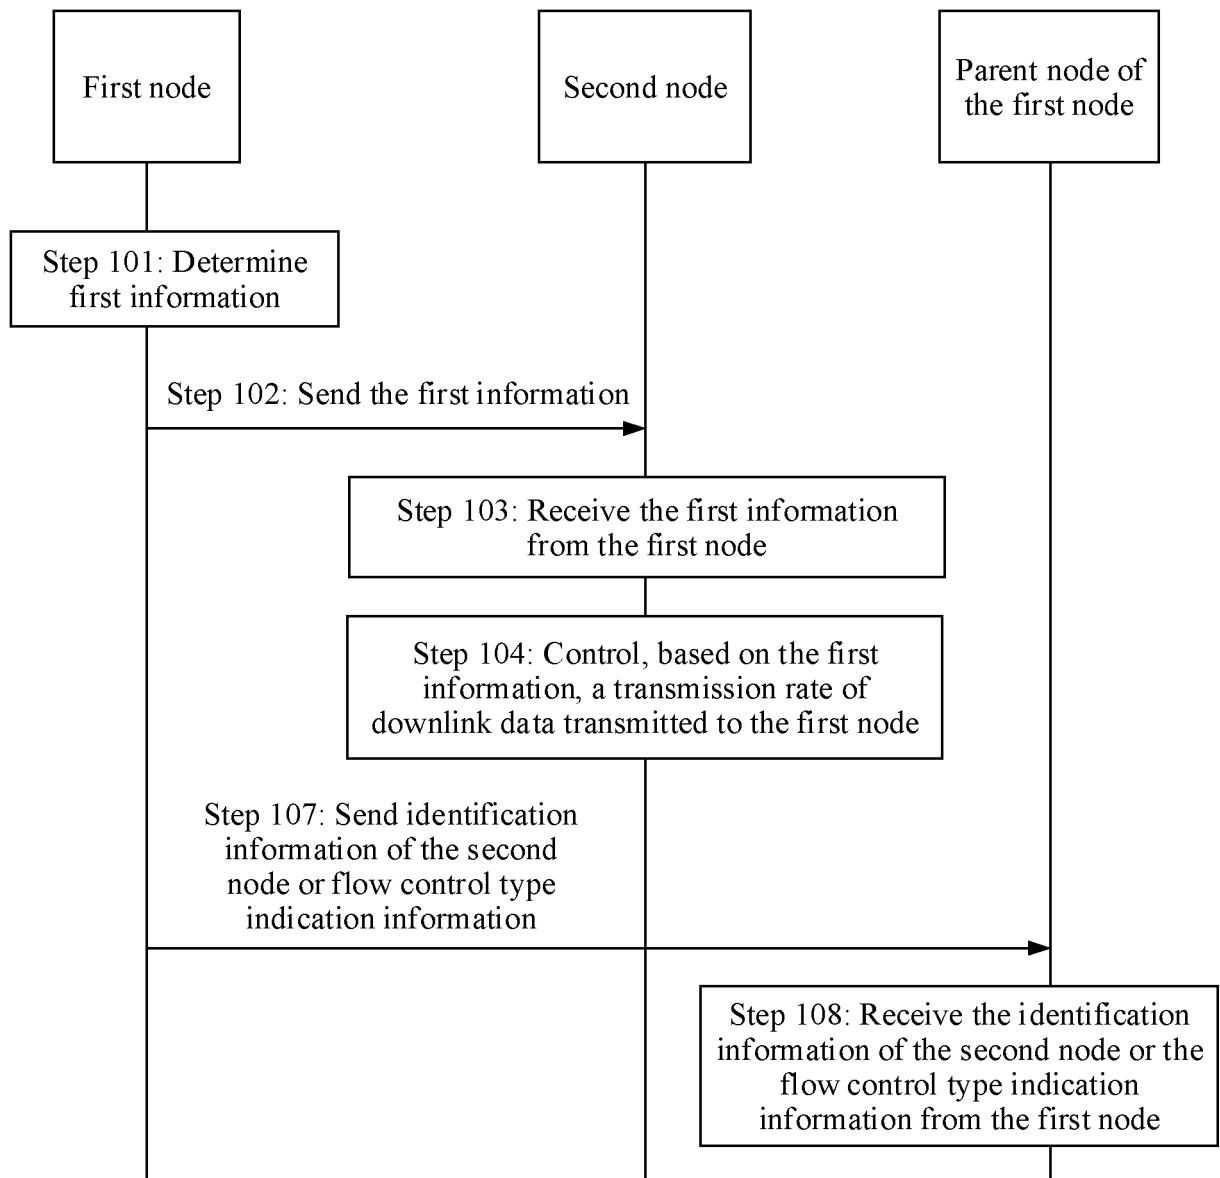 First node
Second node
Parent node of
the first node
Step 101: Determine
first information
Step 102: Send the first information
Step 103: Receive the first information
from the first node
Step 104: Control, based on the first
information, a transmission rate of
downlink data transmitted to the first node
Step 107: Send identification
information of the second
node or flow control type
indication information
Step 108: Receive the identification
information of the second node or the
flow control type indication
information from the first node